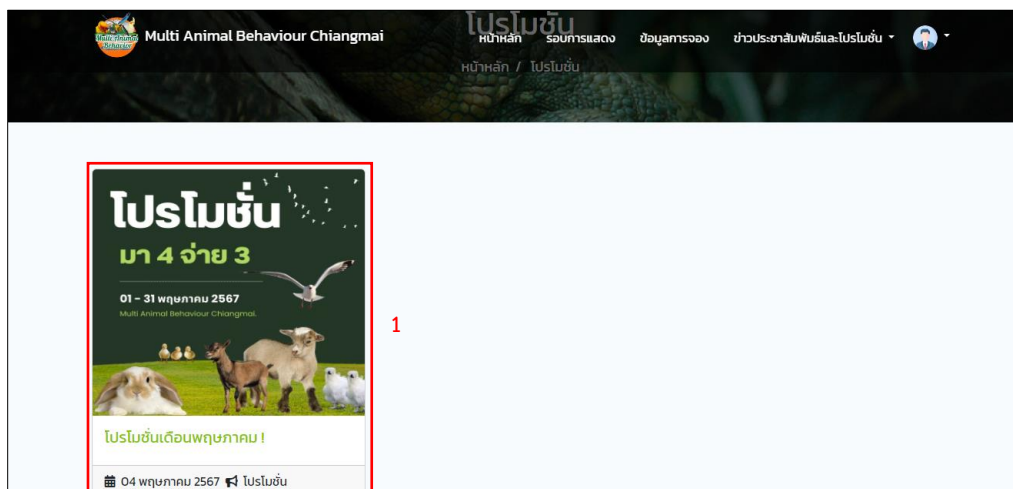 Multi Animal Behavior
Multi Animal Behaviour Chiangmai
โปรโมชัน
หน้าหลัก รอบการแสดง ข้อมูลการจอง ข่าวประชาสัมพันธ์และโปรโมชั่น
หน้าหลัก / โปรโมชั่น
โปรโมชั่น
มา 4 จ่าย 3
01 - 31 พฤษภาคม 2567
Multi Animal Behaviour Chiangmai.
1
โปรโมชั่นเดือนพฤษภาคม !
04 พฤษภาคม 2567 โปรโมชั่น